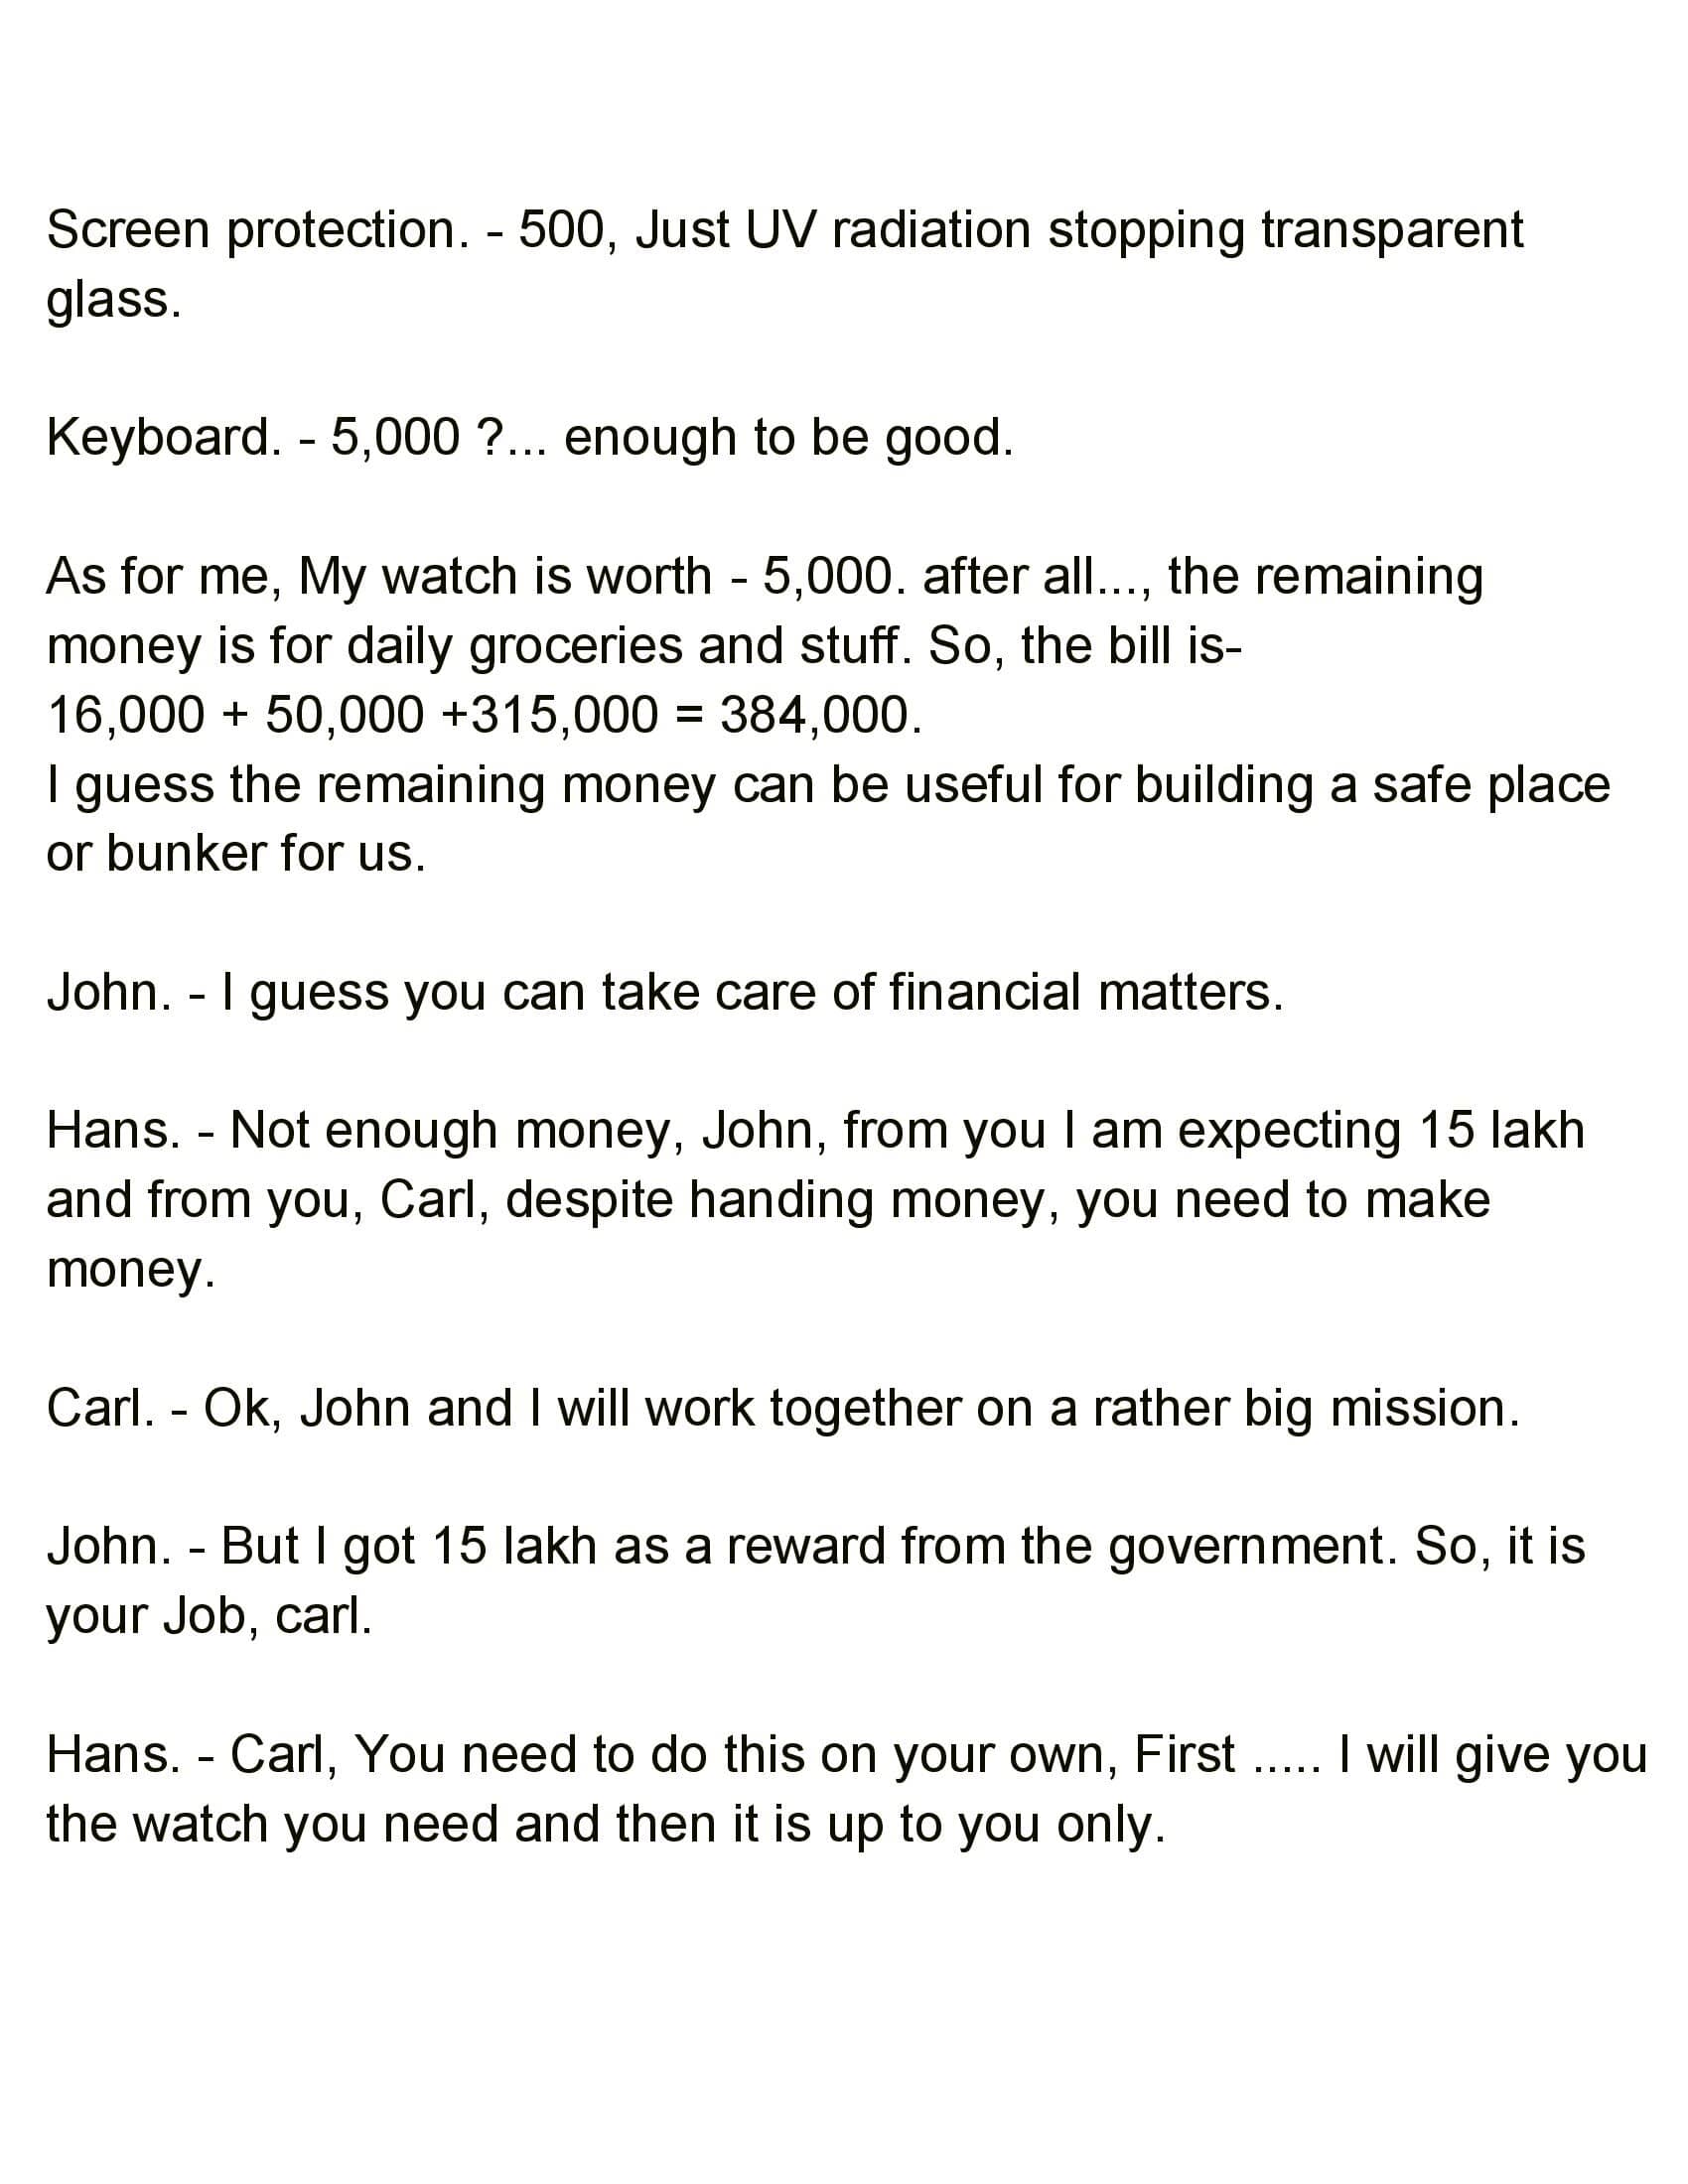 Screen protection. - 500, Just UV radiation stopping transparent
glass.
Keyboard. - 5,000 ?... enough to be good.
As for me, My watch is worth - 5,000. after all..., the remaining
money is for daily groceries and stuff. So, the bill is-
16,000 + 50,000 +315,000 = 384,000.
I guess the remaining money can be useful for building a safe place
or bunker for us.
John. - I guess you can take care of financial matters.
Hans. - Not enough money, John, from you I am expecting 15 lakh
and from you, Carl, despite handing money, you need to make
money.
Carl. - Ok, John and I will work together on a rather big mission.
John. - But I got 15 lakh as a reward from the government. So, it is
your Job, carl.
Hans. - Carl, You need to do this on your own, First ..... I will give you
the watch you need and then it is up to you only.